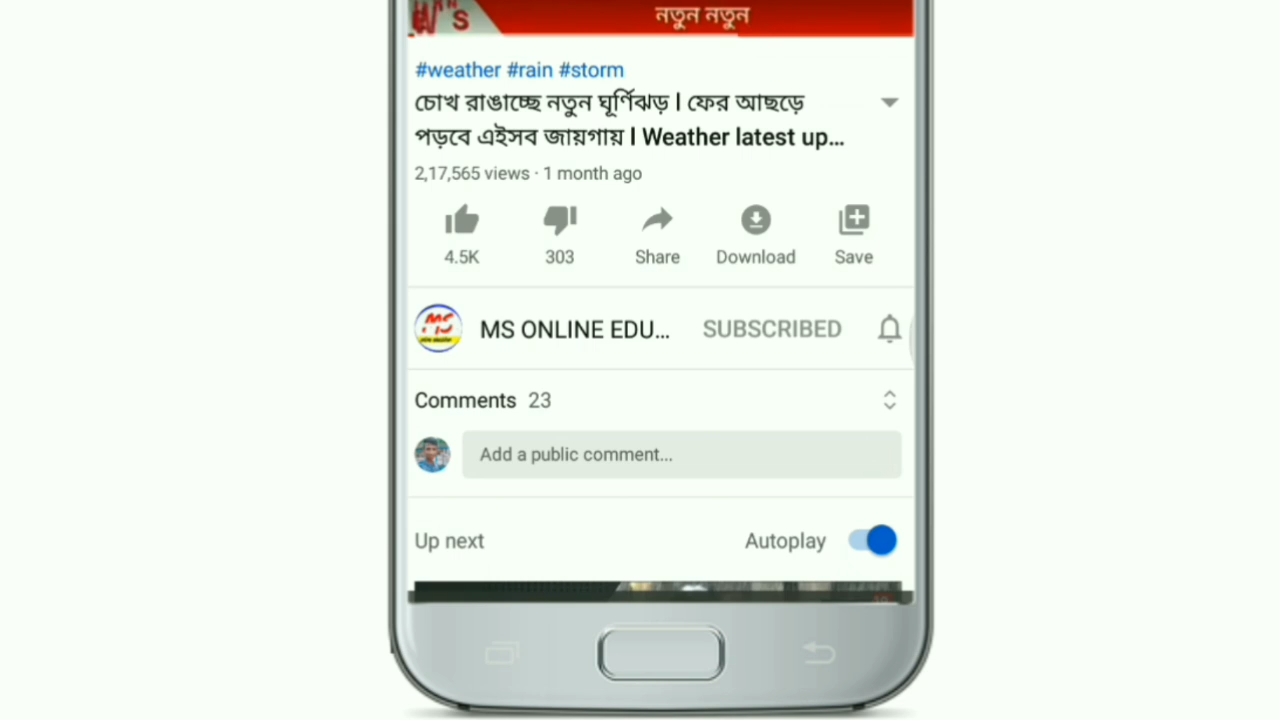 নতুন নতুন
#weather #rain #storm
চোখ রাঙাচ্ছে নতুন ঘূর্ণিঝড় l ফের আছড়ে
পড়বে এইসব জায়গায় l Weather latest up...
2,17,565 views · 1 month ago
4.5K 303 Share Download Save
MS ONLINE EDU... SUBSCRIBED
Comments 23
Add a public comment...
Up next Autoplay